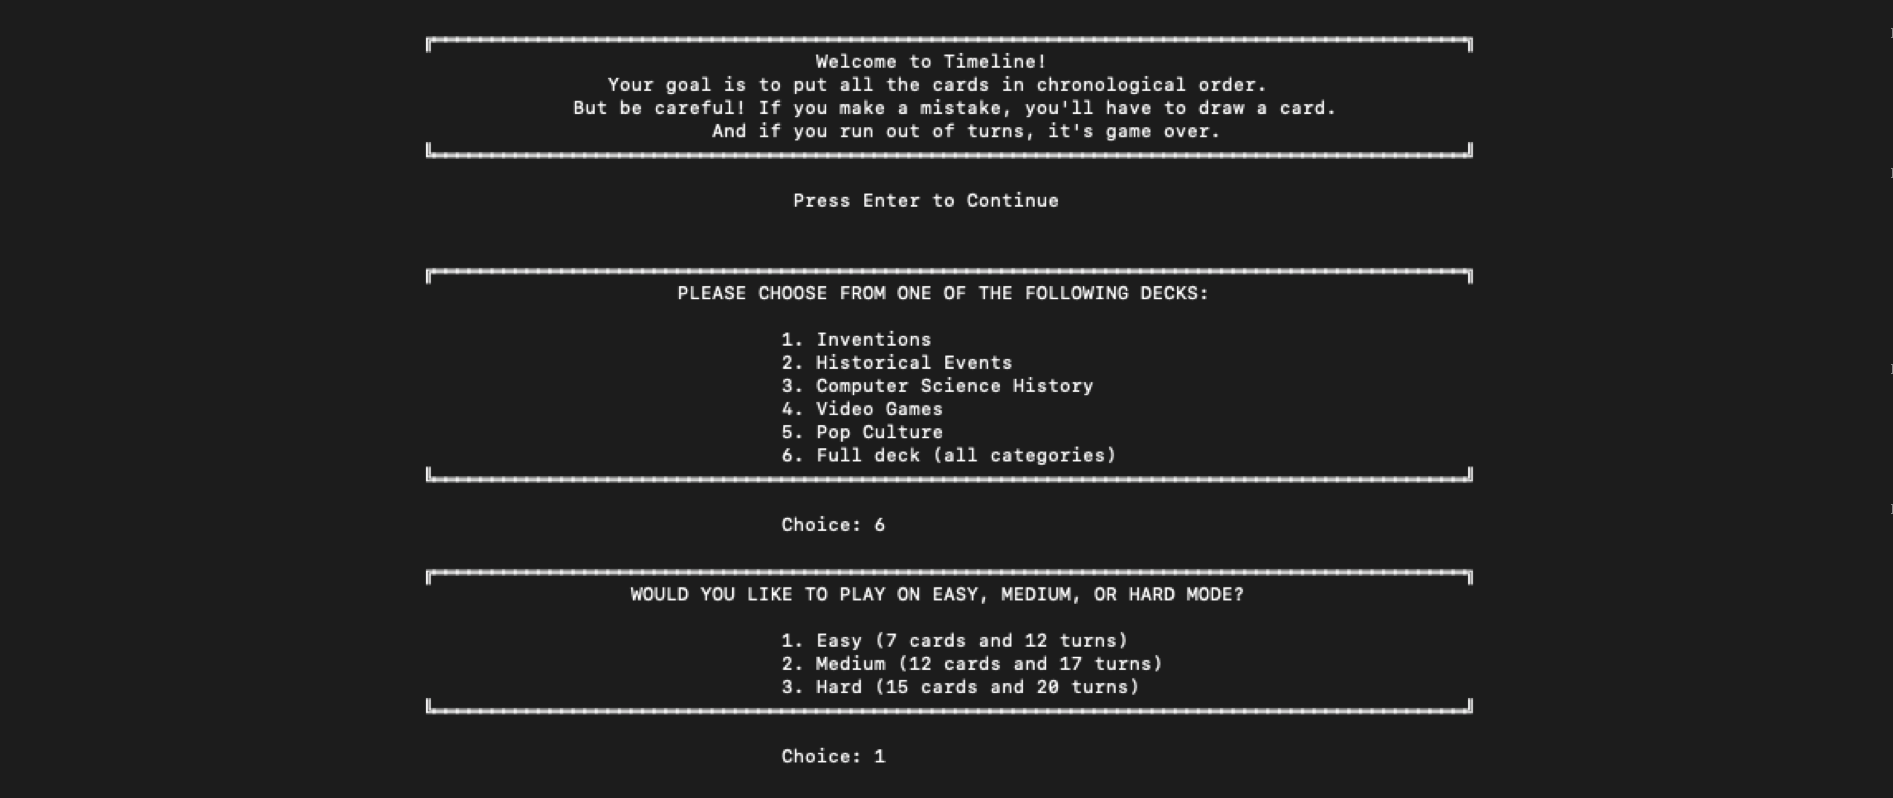 Welcome to Timeline!
Your goal is to put all the cards in chronological order.
But be careful! If you make a mistake, you'll have to draw a card.
And if you run out of turns, it's game over.
Press Enter to Continue
PLEASE CHOOSE FROM ONE OF THE FOLLOWING DECKS:
1. Inventions
2. Historical Events
3. Computer Science History
4. Video Games
5. Pop Culture
6. Full deck (all categories)
Choice: 6
WOULD YOU LIKE TO PLAY ON EASY, MEDIUM, OR HARD MODE?
1. Easy (7 cards and 12 turns)
2. Medium (12 cards and 17 turns)
3. Hard (15 cards and 20 turns)
Choice: 1